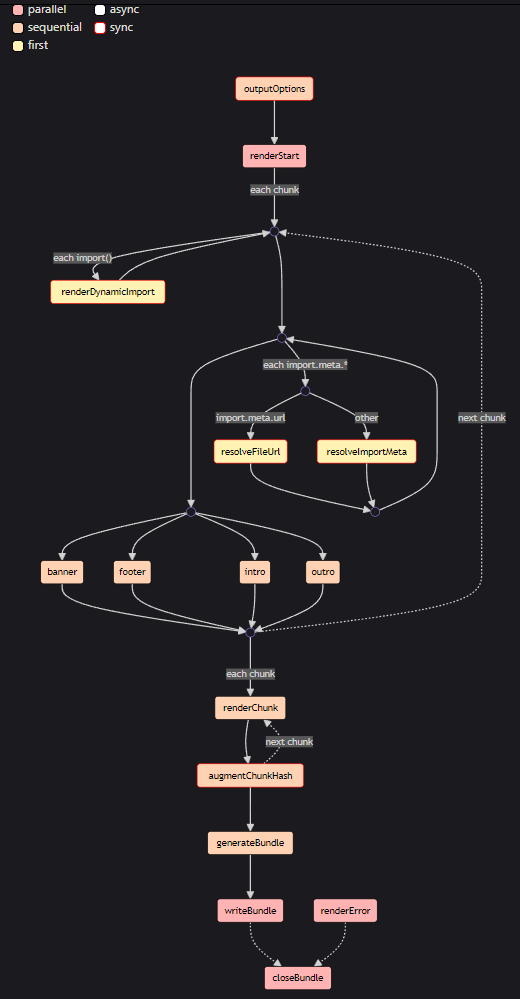 parallel
async
sequential
sync
first
outputOptions
renderStart
each chunk
each import()
renderDynamicImport
each import.meta.*
import.meta.url
other
next chunk
resolveFileUrl
resolveImportMeta
banner
footer
intro
outro
each chunk
renderChunk
next chunk
augmentChunkHash
generateBundle
writeBundle
renderError
closeBundle